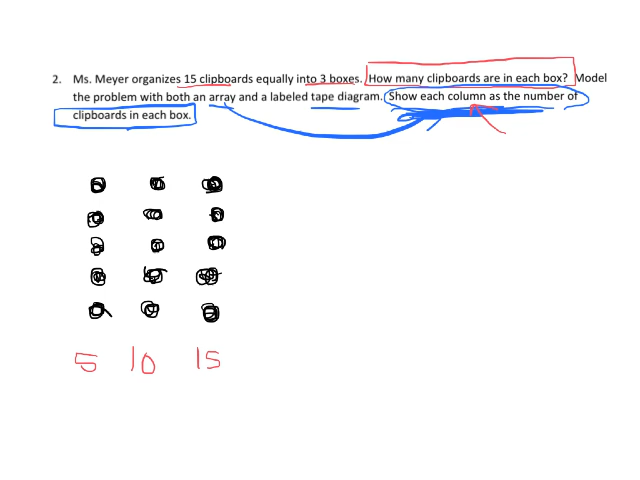 2. Ms. Meyer organizes 15 clipboards equally into 3 boxes. How many clipboards are in each box? Model
the problem with both an array and a labeled tape diagram. Show each column as the number of
clipboards in each box.
5 10 15